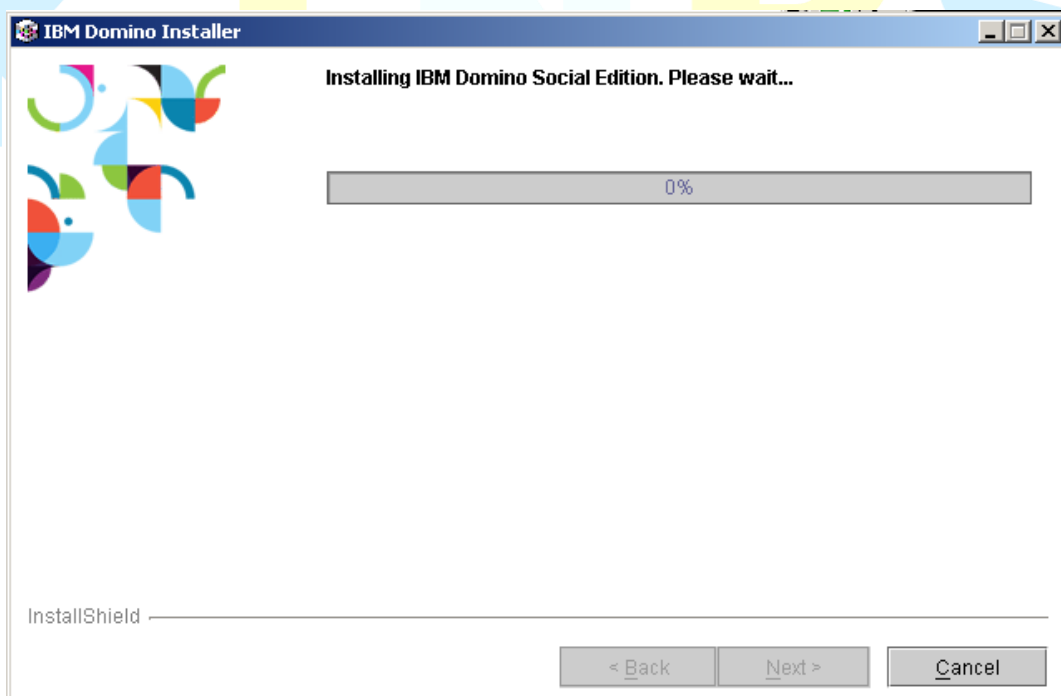 IBM Domino Installer
Installing IBM Domino Social Edition. Please wait...
0%
InstallShield
< Back
Next >
Cancel